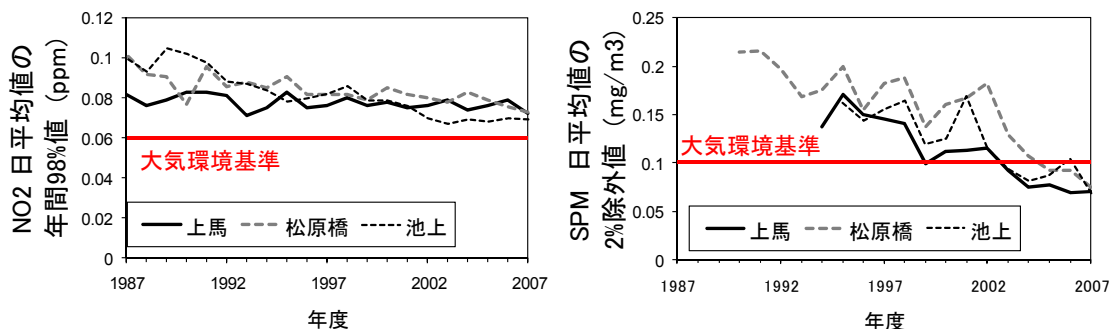 NO2 日平均値の
年間98%値 (ppm)
0.12
0.1
0.08
0.06
0.04
0.02
0
大気環境基準
上馬 松原橋 池上
1987 1992 1997 2002 2007
年度
SPM 日平均値の
2%除外値 (mg/m3)
0.25
0.2
0.15
0.1
0.05
0
大気環境基準
上馬 松原橋 池上
1987 1992 1997 2002 2007
年度